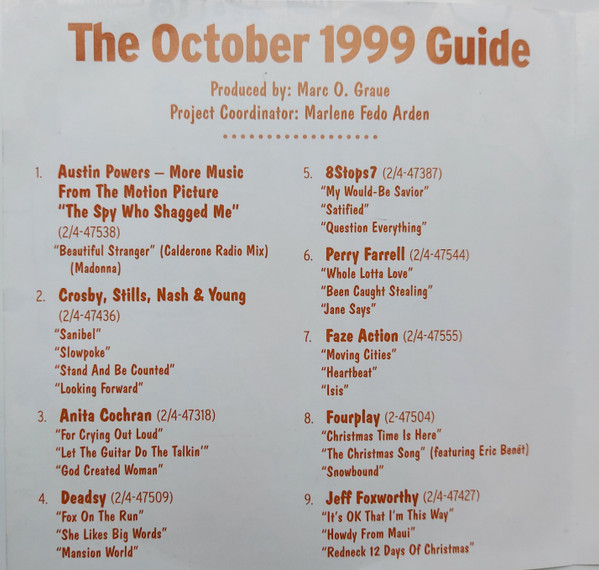 The October 1999 Guide
Produced by: Marc O. Graue
Project Coordinator: Marlene Fedo Arden
1. Austin Powers – More Music
From The Motion Picture
"The Spy Who Shagged Me"
(2/4-47538)
"Beautiful Stranger" (Calderone Radio Mix)
(Madonna)
2. Crosby, Stills, Nash & Young
(2/4-47436)
"Sanibel"
"Slowpoke"
"Stand And Be Counted"
"Looking Forward"
3. Anita Cochran (2/4-47318)
"For Crying Out Loud"
"Let The Guitar Do The Talkin'"
"God Created Woman"
4. Deadsy (2/4-47509)
"Fox On The Run"
"She Likes Big Words"
"Mansion World"
5. 8Stops7 (2/4-47387)
"My Would-Be Savior"
"Satified"
"Question Everything"
6. Perry Farrell (2/4-47544)
"Whole Lotta Love"
"Been Caught Stealing"
"Jane Says"
7. Faze Action (2/4-47555)
"Moving Cities"
"Heartbeat"
"Isis"
8. Fourplay (2-47504)
"Christmas Time Is Here"
"The Christmas Song" (featuring Eric Benét)
"Snowbound"
9. Jeff Foxworthy (2/4-47427)
"It's OK That I'm This Way"
"Howdy From Maui"
"Redneck 12 Days Of Christmas"